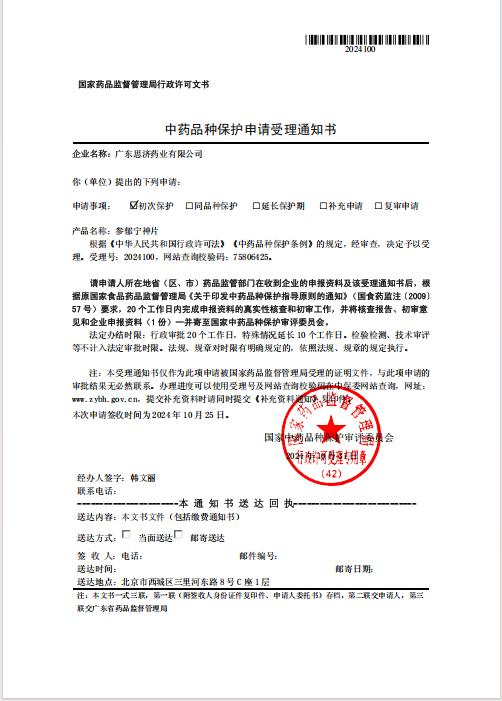 2024100
国家药品监督管理局行政许可文书
中药品种保护申请受理通知书
企业名称：广东思济药业有限公司
你（单位）提出的下列申请：
申请事项： ☑初次保护 □同品种保护 □延长保护期 □补充申请 □复审申请
产品名称：参郁宁神片
根据《中华人民共和国行政许可法》《中药品种保护条例》的规定，经审查，决定予以受
理。受理号：2024100，网站查询校验码：75806425。
请申请人所在地省（区、市）药品监管部门在收到企业的申报资料及该受理通知书后，根
据原国家食品药品监督管理局《关于印发中药品种保护指导原则的通知》（国食药监注〔2009〕
57 号）要求，20 个工作日内完成申报资料的真实性核查和初审工作，并将核查报告、初审意
见和企业申报资料（1 份）一并寄至国家中药品种保护审评委员会。
法定办结时限：行政审批 20 个工作日，特殊情况延长 10 个工作日。检验检测、技术审评
等不计入法定审批时限。法规、规章对时限有明确规定的，依照法规、规章的规定执行。
注：本受理通知书仅作为此项申请被国家药品监督管理局受理的证明文件，与此项申请的
审批结果无必然联系。办理进度可以使用受理号及网站查询校验码在中保委网站查询，网址：
www.zybh.gov.cn，提交补充资料时请同时提交《补充资料通知》复印件。
本次申请签收时间为 2024 年 10 月 25 日。
国家中药品种保护审评委员会
国家药品监督管理局
行政许可受理专用章
（42）
经办人签字：韩文丽
联系电话：
本通知书送达回执
送达内容：本文书文件（包括缴费通知书）
送达方式：□ 当面送达□ 邮寄送达
签 收 人：电话： 邮件编号：
送达时间： 邮寄日期：
送达地点：北京市西城区三里河东路 8 号 C 座 1 层
注：本文书一式三联，第一联（附签收人身份证件复印件、申请人委托书）存档，第二联交申请人，第三
联交广东省药品监督管理局